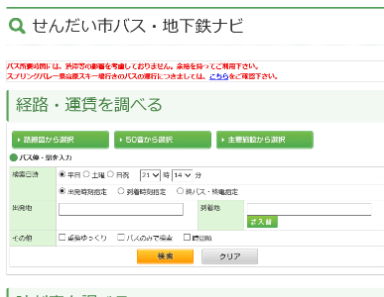 せんだい市バス・地下鉄ナビ
バス所要時間には、渋滞等の影響を考慮しておりません。余裕を持ってご利用下さい。
スプリングバレー泉高原スキー場行きのバスの運行につきましては、こちらをご確認下さい。
経路・運賃を調べる
路線図から選択 50音から選択 主要施設から選択
バス停・駅歩入力
検索日時 平日 土曜 日祝 21 時 14 分
出発時刻指定 到着時刻指定 始バス・終電指定
出発地 到着地
入替
その他 乗換ゆっくり バスのみで検索
検索 クリア